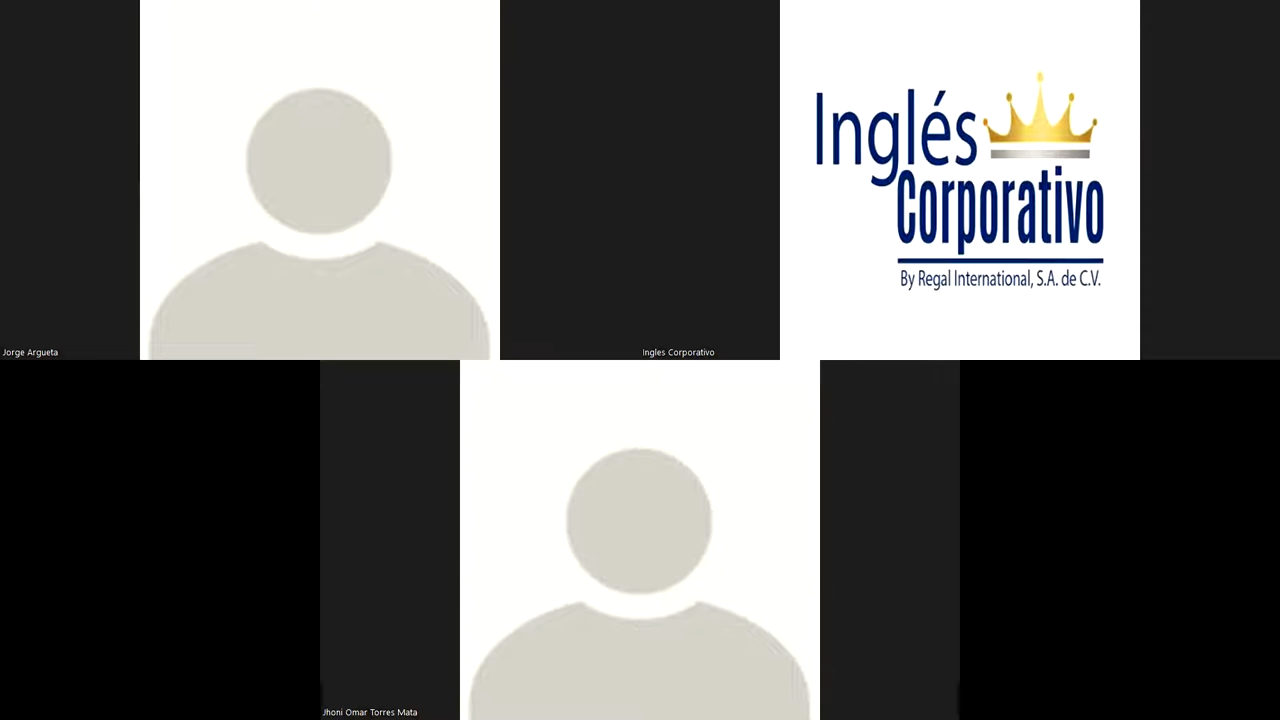 Inglés
Corporativo
By Regal International, S.A. de C.V.
Jorge Argueta
Ingles Corporativo
Jhoni Omar Torres Mata